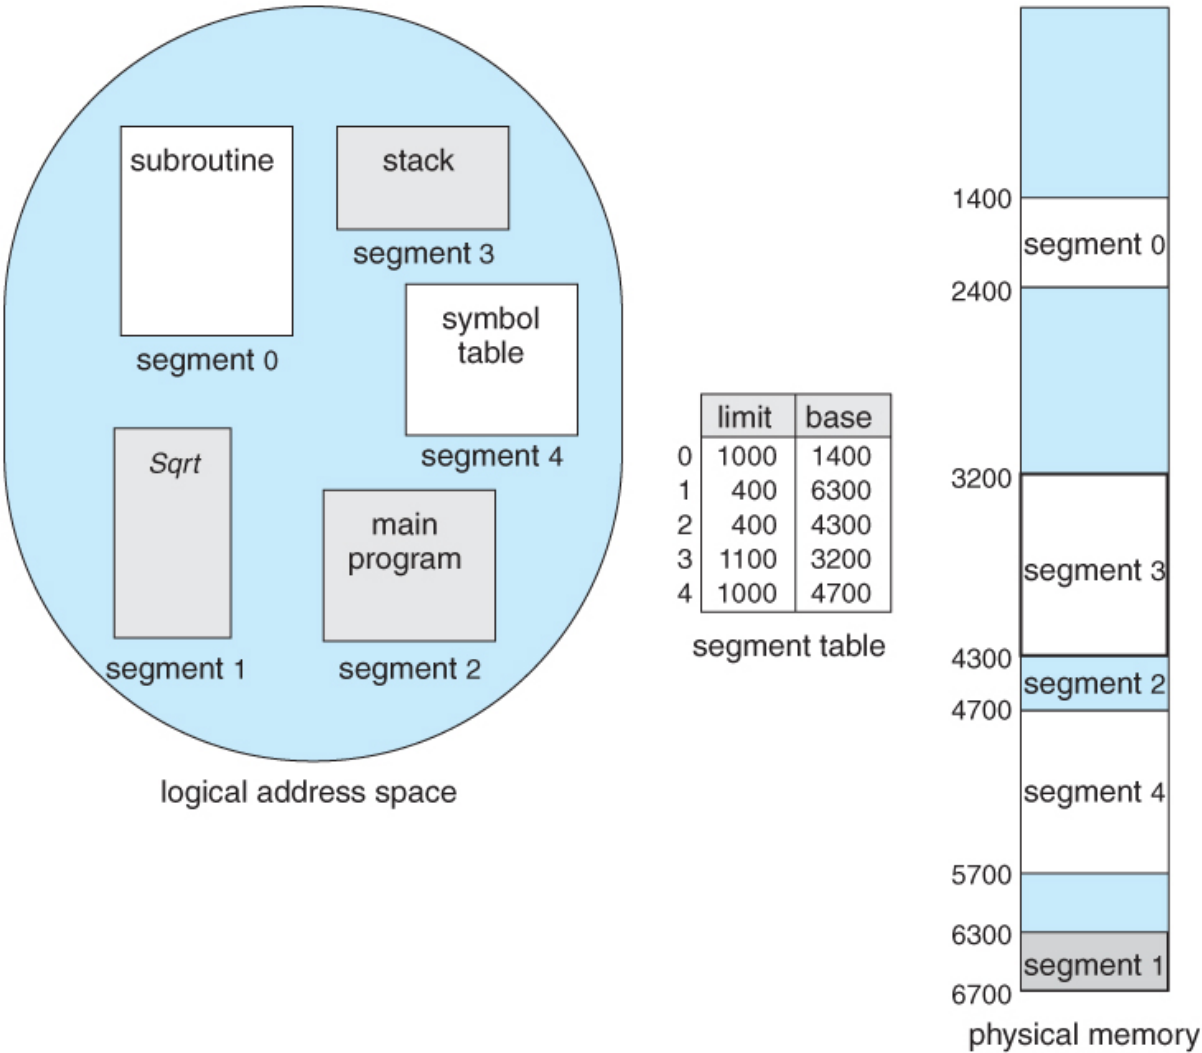 subroutine
segment 0
stack
segment 3
symbol
table
segment 4
Sqrt
segment 1
main
program
segment 2
logical address space
limit base
0 1000 1400
1 400 6300
2 400 4300
3 1100 3200
4 1000 4700
segment table
1400
segment 0
2400
3200
segment 3
4300
segment 2
4700
segment 4
5700
6300
segment 1
6700
physical memory